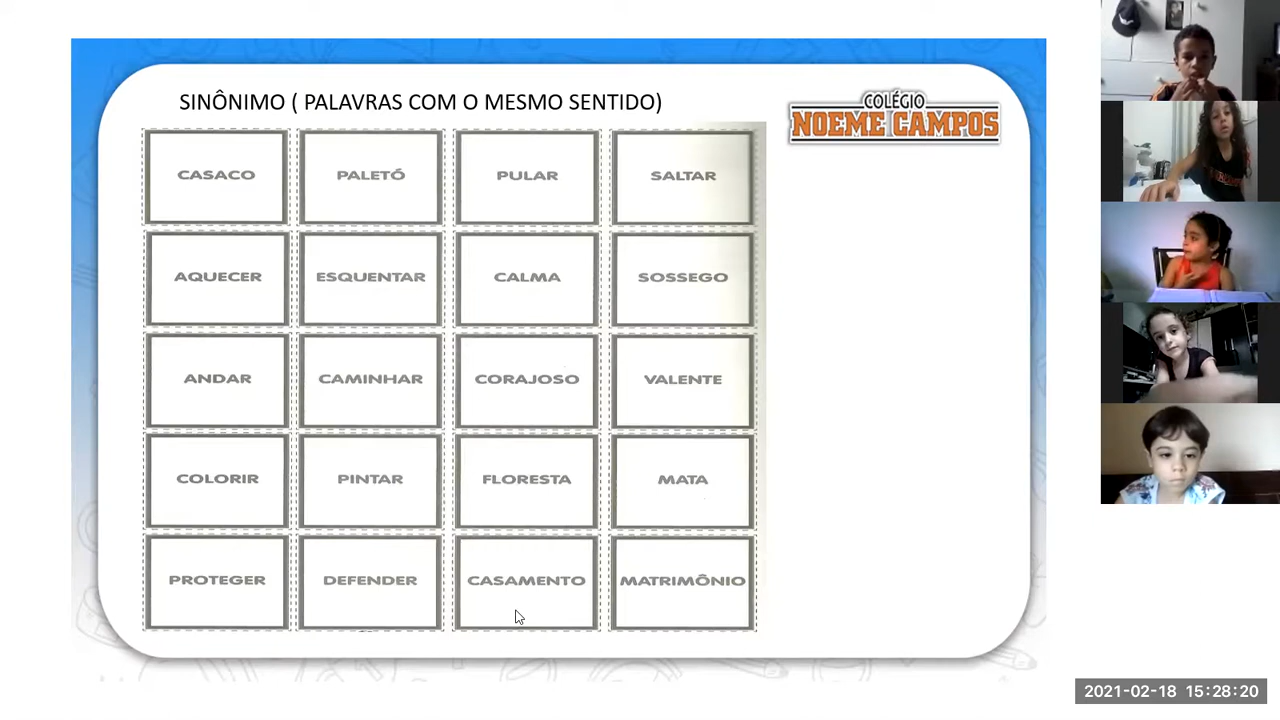 SINÔNIMO ( PALAVRAS COM O MESMO SENTIDO)
COLÉGIO
NOEME CAMPOS
CASACO PALETÓ PULAR SALTAR
AQUECER ESQUENTAR CALMA SOSSEGO
ANDAR CAMINHAR CORAJOSO VALENTE
COLORIR PINTAR FLORESTA MATA
PROTEGER DEFENDER CASAMENTO MATRIMÔNIO
2021-02-18 15:28:20